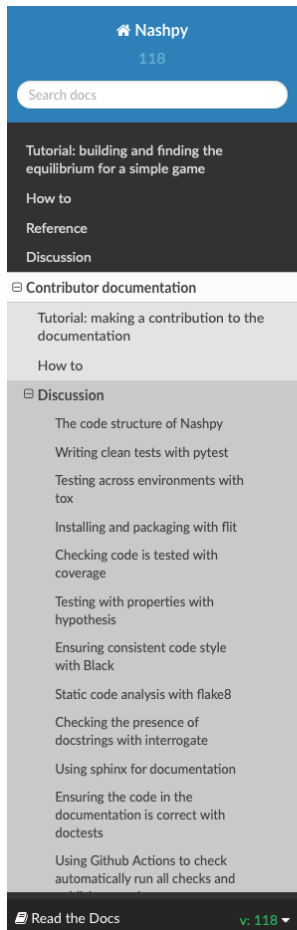 Nashpy
118
Search docs
Tutorial: building and finding the
equilibrium for a simple game
How to
Reference
Discussion
Contributor documentation
Tutorial: making a contribution to the
documentation
How to
Discussion
The code structure of Nashpy
Writing clean tests with pytest
Testing across environments with
tox
Installing and packaging with flit
Checking code is tested with
coverage
Testing with properties with
hypothesis
Ensuring consistent code style
with Black
Static code analysis with flake8
Checking the presence of
docstrings with interrogate
Using sphinx for documentation
Ensuring the code in the
documentation is correct with
doctests
Using Github Actions to check
automatically run all checks and
Read the Docs
v: 118